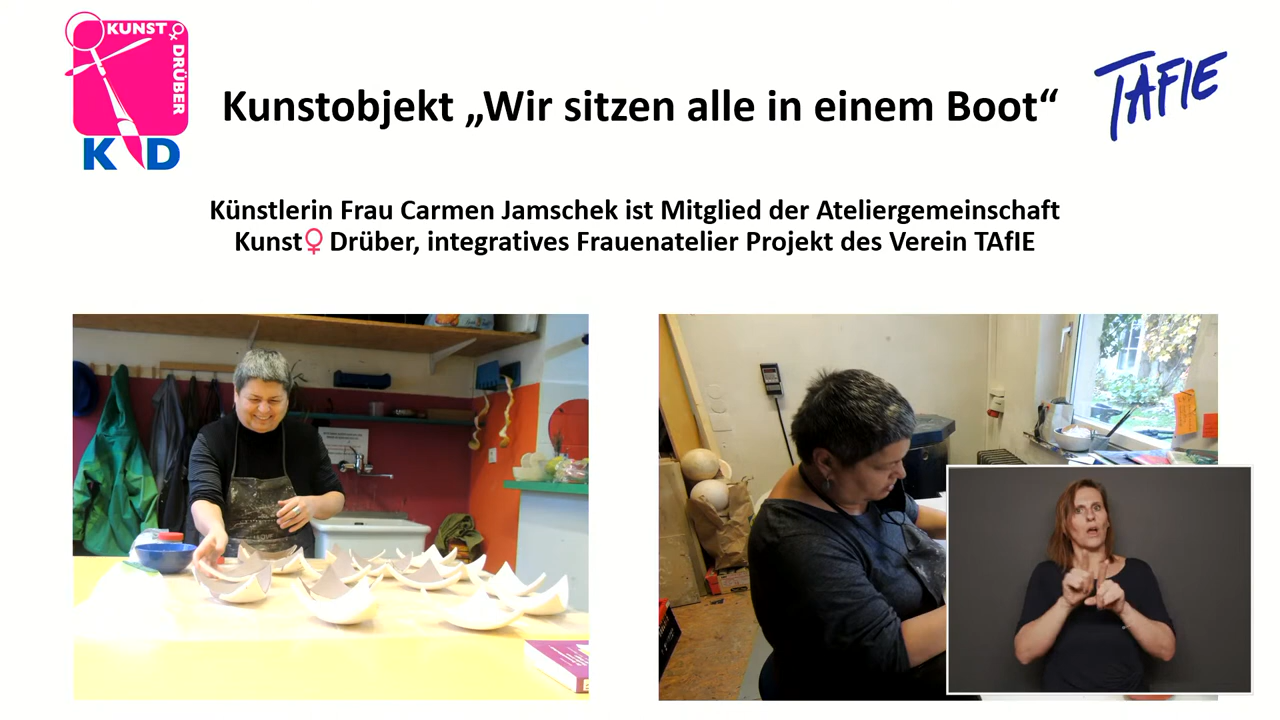 KUNST♀
DRÜBER
KD
Kunstobjekt „Wir sitzen alle in einem Boot“
TAFIE
Künstlerin Frau Carmen Jamschek ist Mitglied der Ateliergemeinschaft
Kunst♀ Drüber, integratives Frauenatelier Projekt des Verein TAfIE